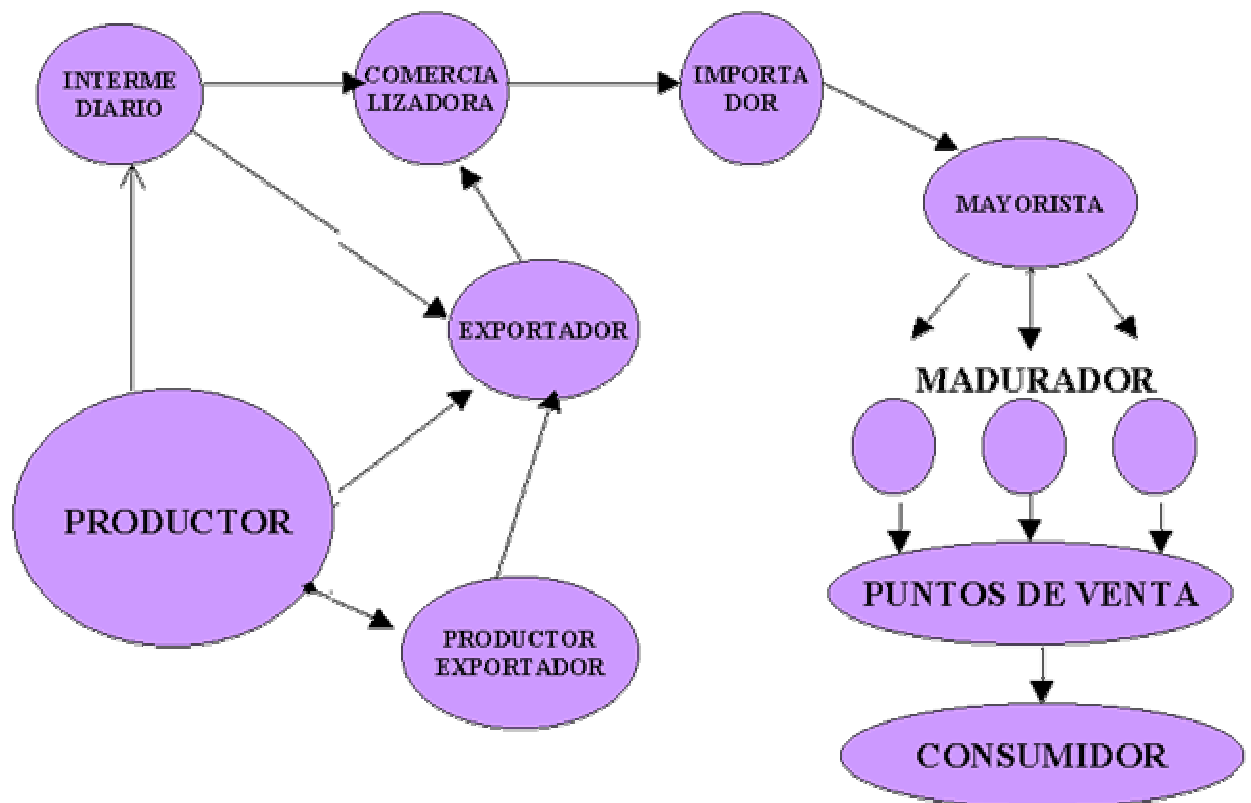 INTERME
DIARIO
COMERCIA
LIZADORA
IMPORTA
DOR
MAYORISTA
EXPORTADOR
MADURADOR
PRODUCTOR
PUNTOS DE VENTA
PRODUCTOR
EXPORTADOR
CONSUMIDOR